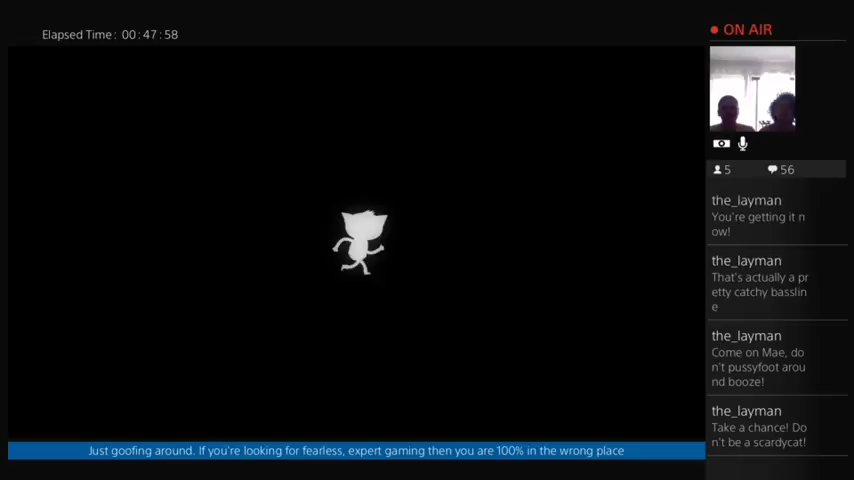 Elapsed Time: 00:47:58
ON AIR
5
56
the_layman
You're getting it n
ow!
the_layman
That's actually a pr
etty catchy basslin
e
the_layman
Come on Mae, do
n't pussyfoot arou
nd booze!
the_layman
Take a chance! Do
n't be a scardycat!
Just goofing around. If you're looking for fearless, expert gaming then you are 100% in the wrong place